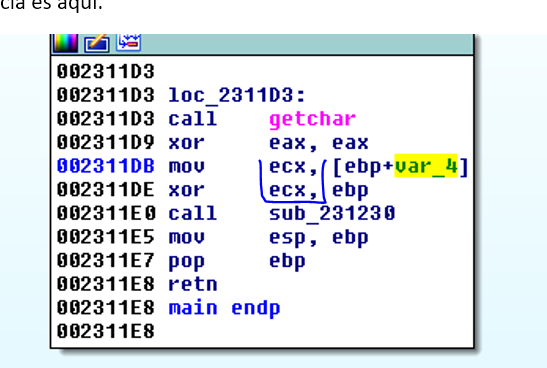 cia es aquí.
002311D3
002311D3 loc_2311D3:
002311D3 call getchar
002311D9 xor eax, eax
002311DB mov ecx, [ebp+var_4]
002311DE xor ecx, ebp
002311E0 call sub_231230
002311E5 mov esp, ebp
002311E7 pop ebp
002311E8 retn
002311E8 main endp
002311E8